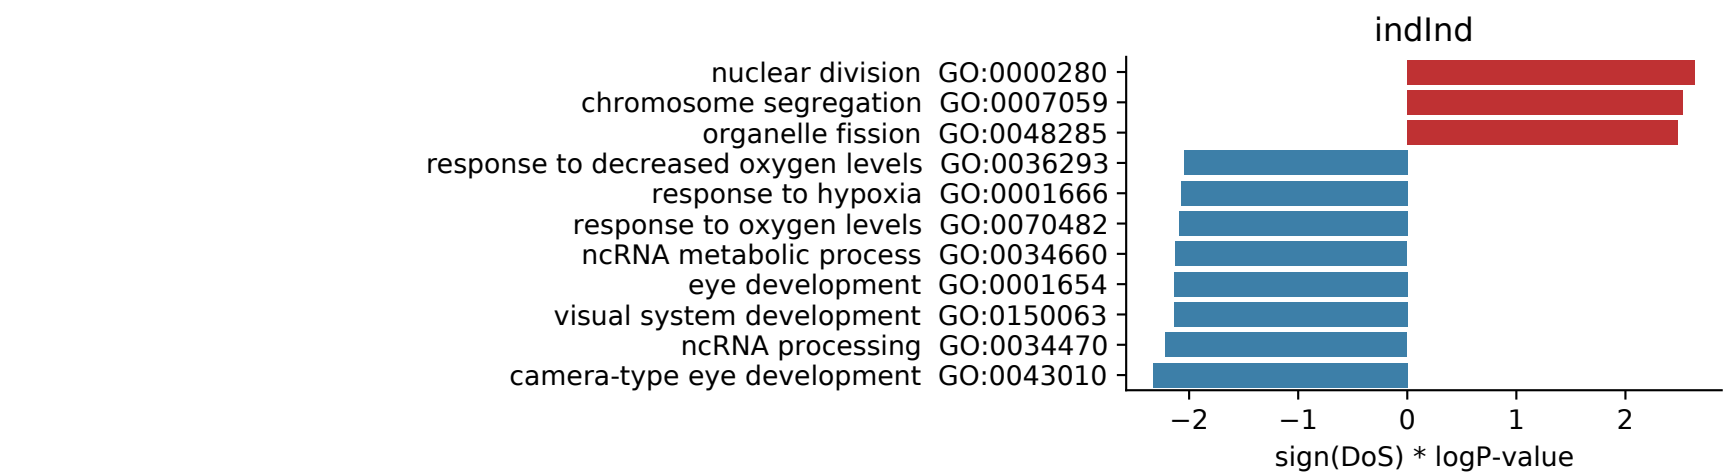 indInd
nuclear division GO:0000280
chromosome segregation GO:0007059
organelle fission GO:0048285
response to decreased oxygen levels GO:0036293
response to hypoxia GO:0001666
response to oxygen levels GO:0070482
ncRNA metabolic process GO:0034660
eye development GO:0001654
visual system development GO:0150063
ncRNA processing GO:0034470
camera-type eye development GO:0043010
−2 −1 0 1 2
sign(DoS) * logP-value